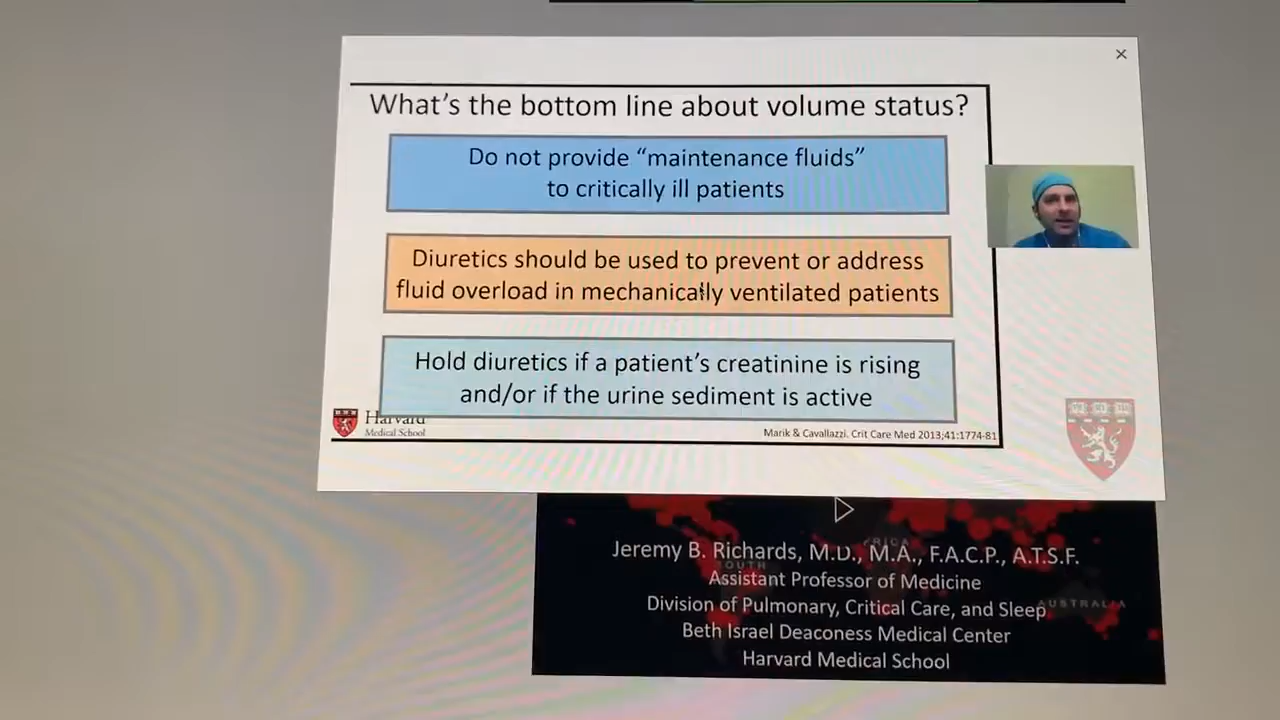 What's the bottom line about volume status?
Do not provide “maintenance fluids”
to critically ill patients
Diuretics should be used to prevent or address
fluid overload in mechanically ventilated patients
Hold diuretics if a patient's creatinine is rising
and/or if the urine sediment is active
Harvard
Medical School
Marik & Cavallazzi. Crit Care Med 2013;41:1774-81
Jeremy B. Richards, M.D., M.A., F.A.C.P., A.T.S.F.
SOUTH
Assistant Professor of Medicine
Division of Pulmonary, Critical Care, and Sleep
AUSTRALIA
Beth Israel Deaconess Medical Center
Harvard Medical School